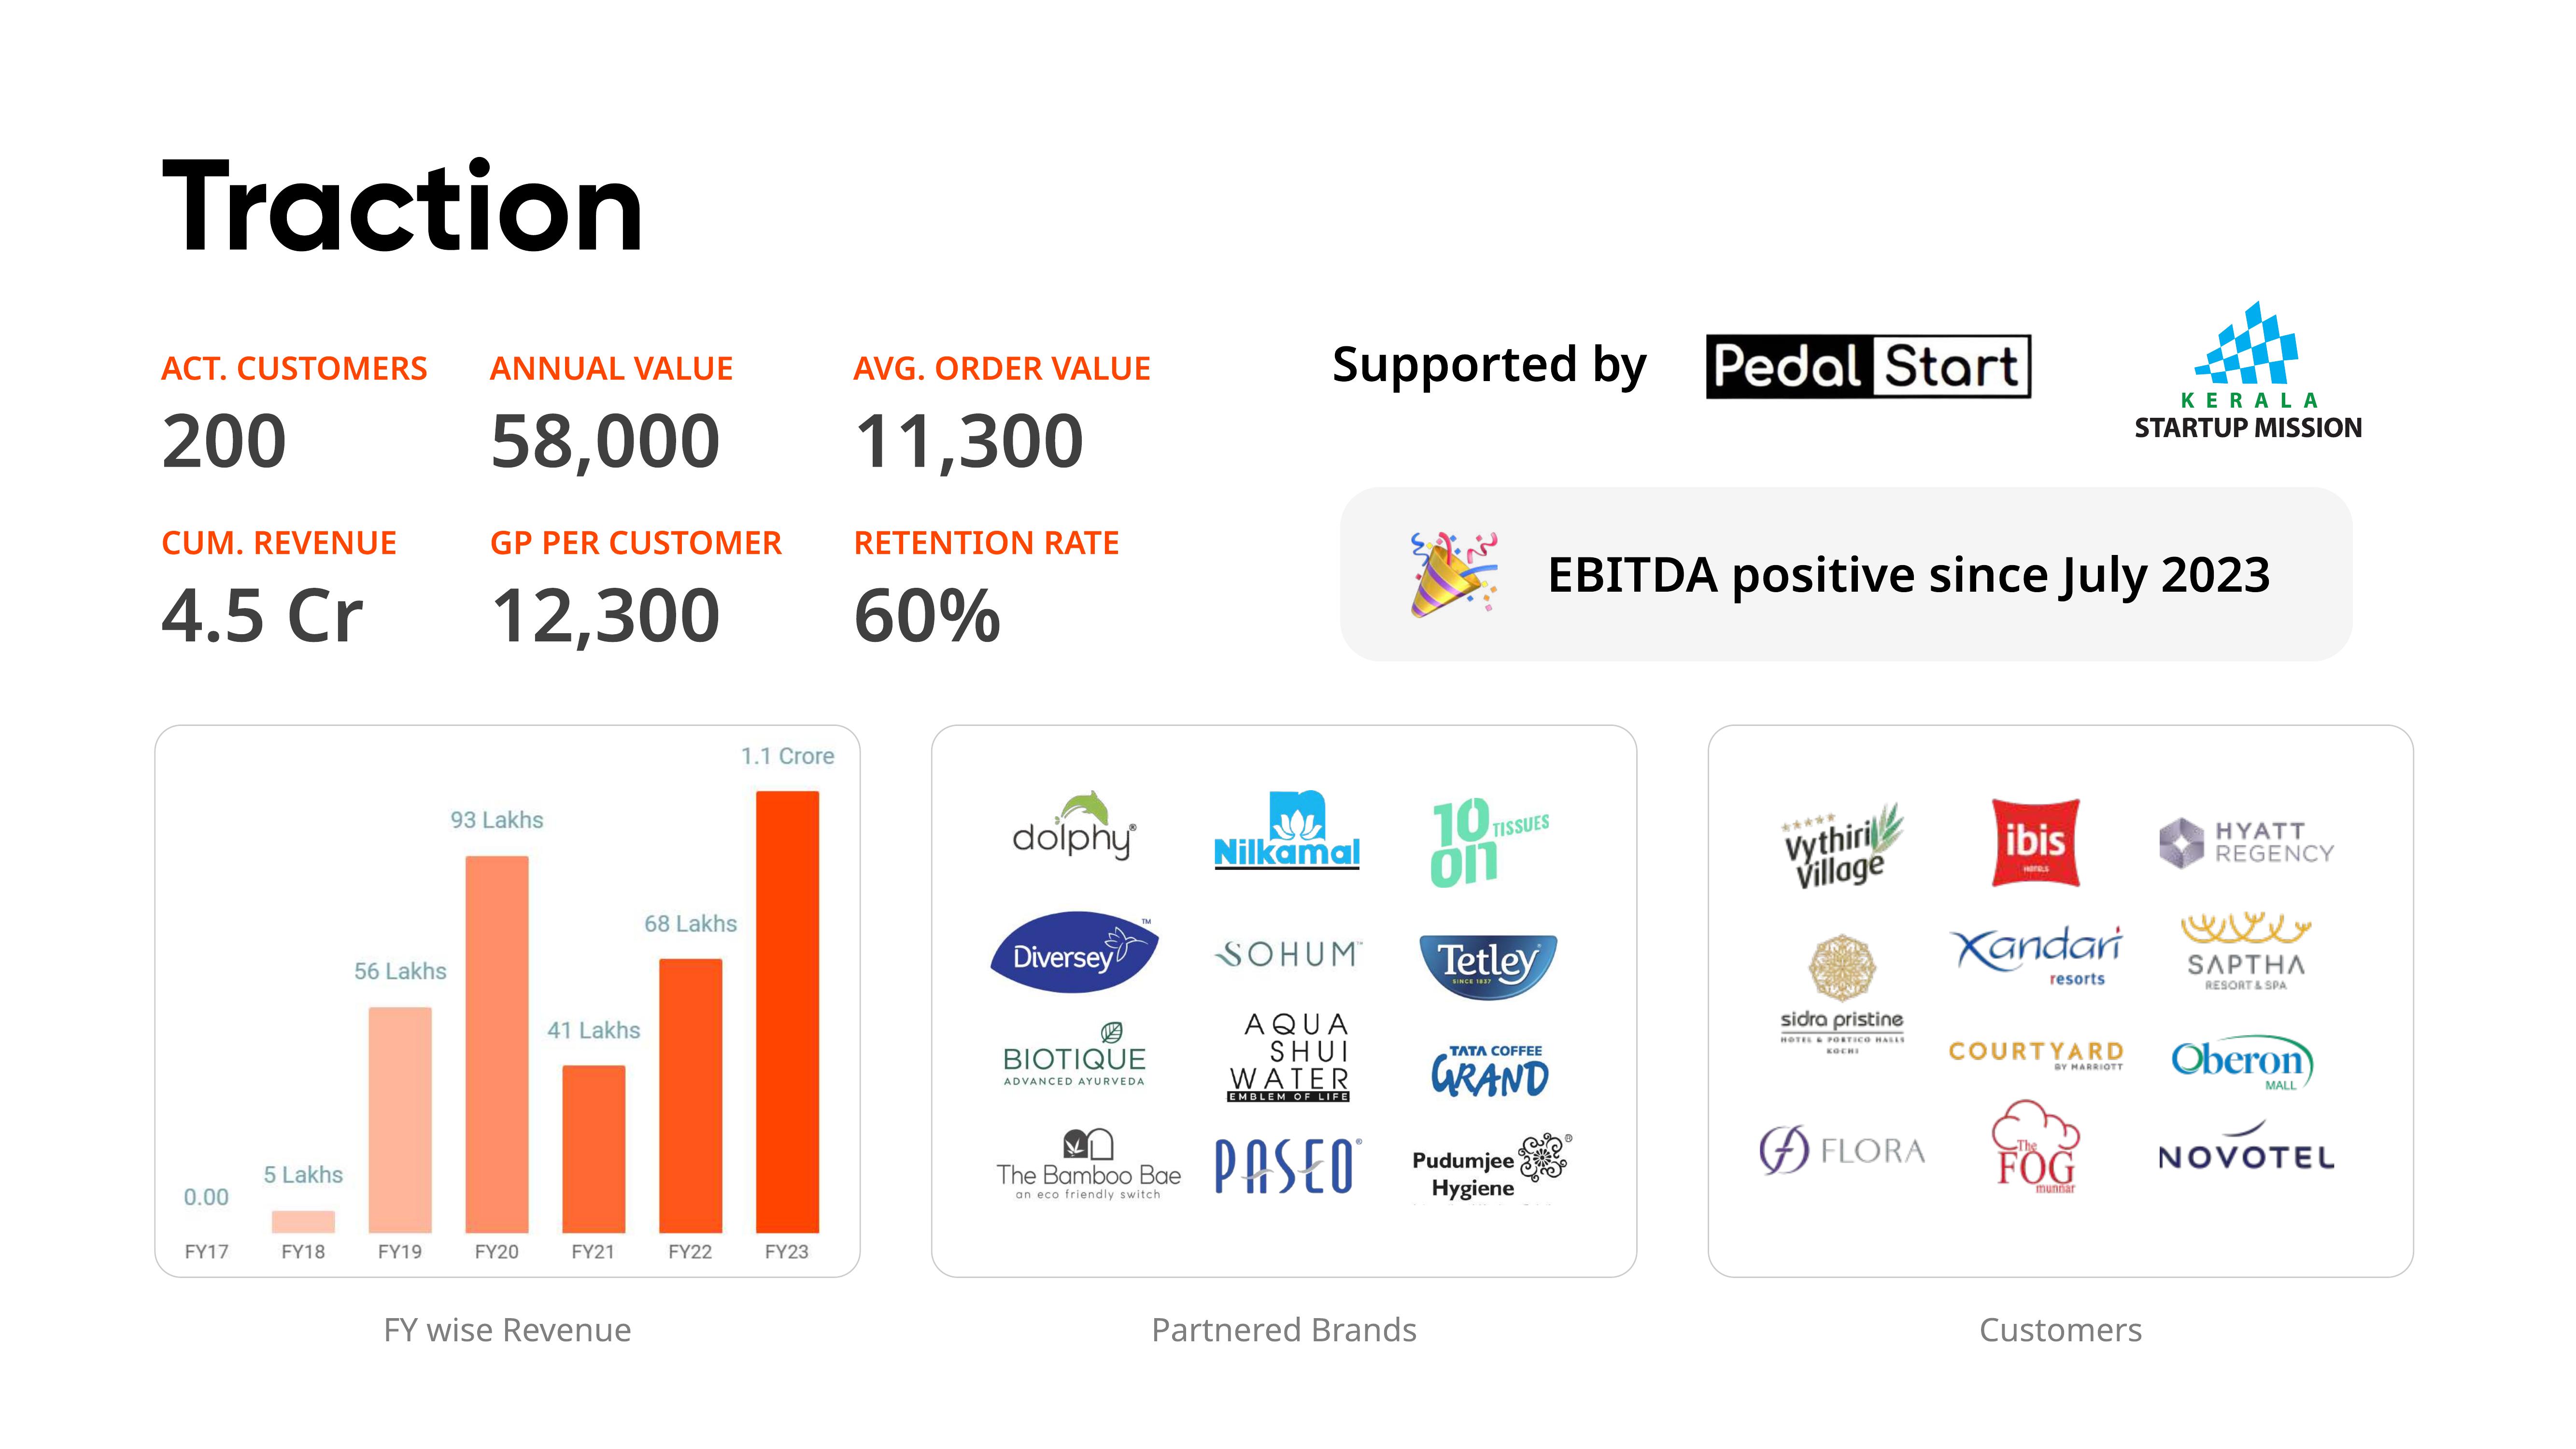 Traction
ACT. CUSTOMERS
200
ANNUAL VALUE
58,000
AVG. ORDER VALUE
11,300
CUM. REVENUE
4.5 Cr
GP PER CUSTOMER
12,300
RETENTION RATE
60%
Supported by
Pedal Start
KERALA
STARTUP MISSION
EBITDA positive since July 2023
0.00
5 Lakhs
56 Lakhs
93 Lakhs
41 Lakhs
68 Lakhs
1.1 Crore
FY17 FY18 FY19 FY20 FY21 FY22 FY23
FY wise Revenue
dolphy®
Nilkamal
10 on TISSUES
Diversey™
SOHUM™
Tetley
SINCE 1837
BIOTIQUE
ADVANCED AYURVEDA
AQUA
SHUI
WATER
EMBLEM OF LIFE
TATA COFFEE
GRAND
The Bamboo Bae
an eco friendly switch
PASEO®
Pudumjee ®
Hygiene
Partnered Brands
Vythiri
Village
ibis
HOTELS
HYATT
REGENCY
sidra pristine
HOTEL & PORTICO HALLS
KOCHI
Xandari
resorts
SAPTHA
RESORT & SPA
COURTYARD
BY MARRIOTT
Oberon
MALL
FLORA
The
FOG
munnar
NOVOTEL
Customers